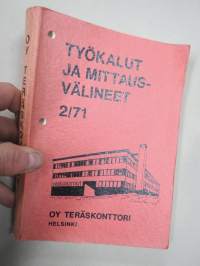 TYÖKALUT
JA MITTAUS-
VÄLINEET
2/71
OY TERÄSKONTTORI
HELSINKI